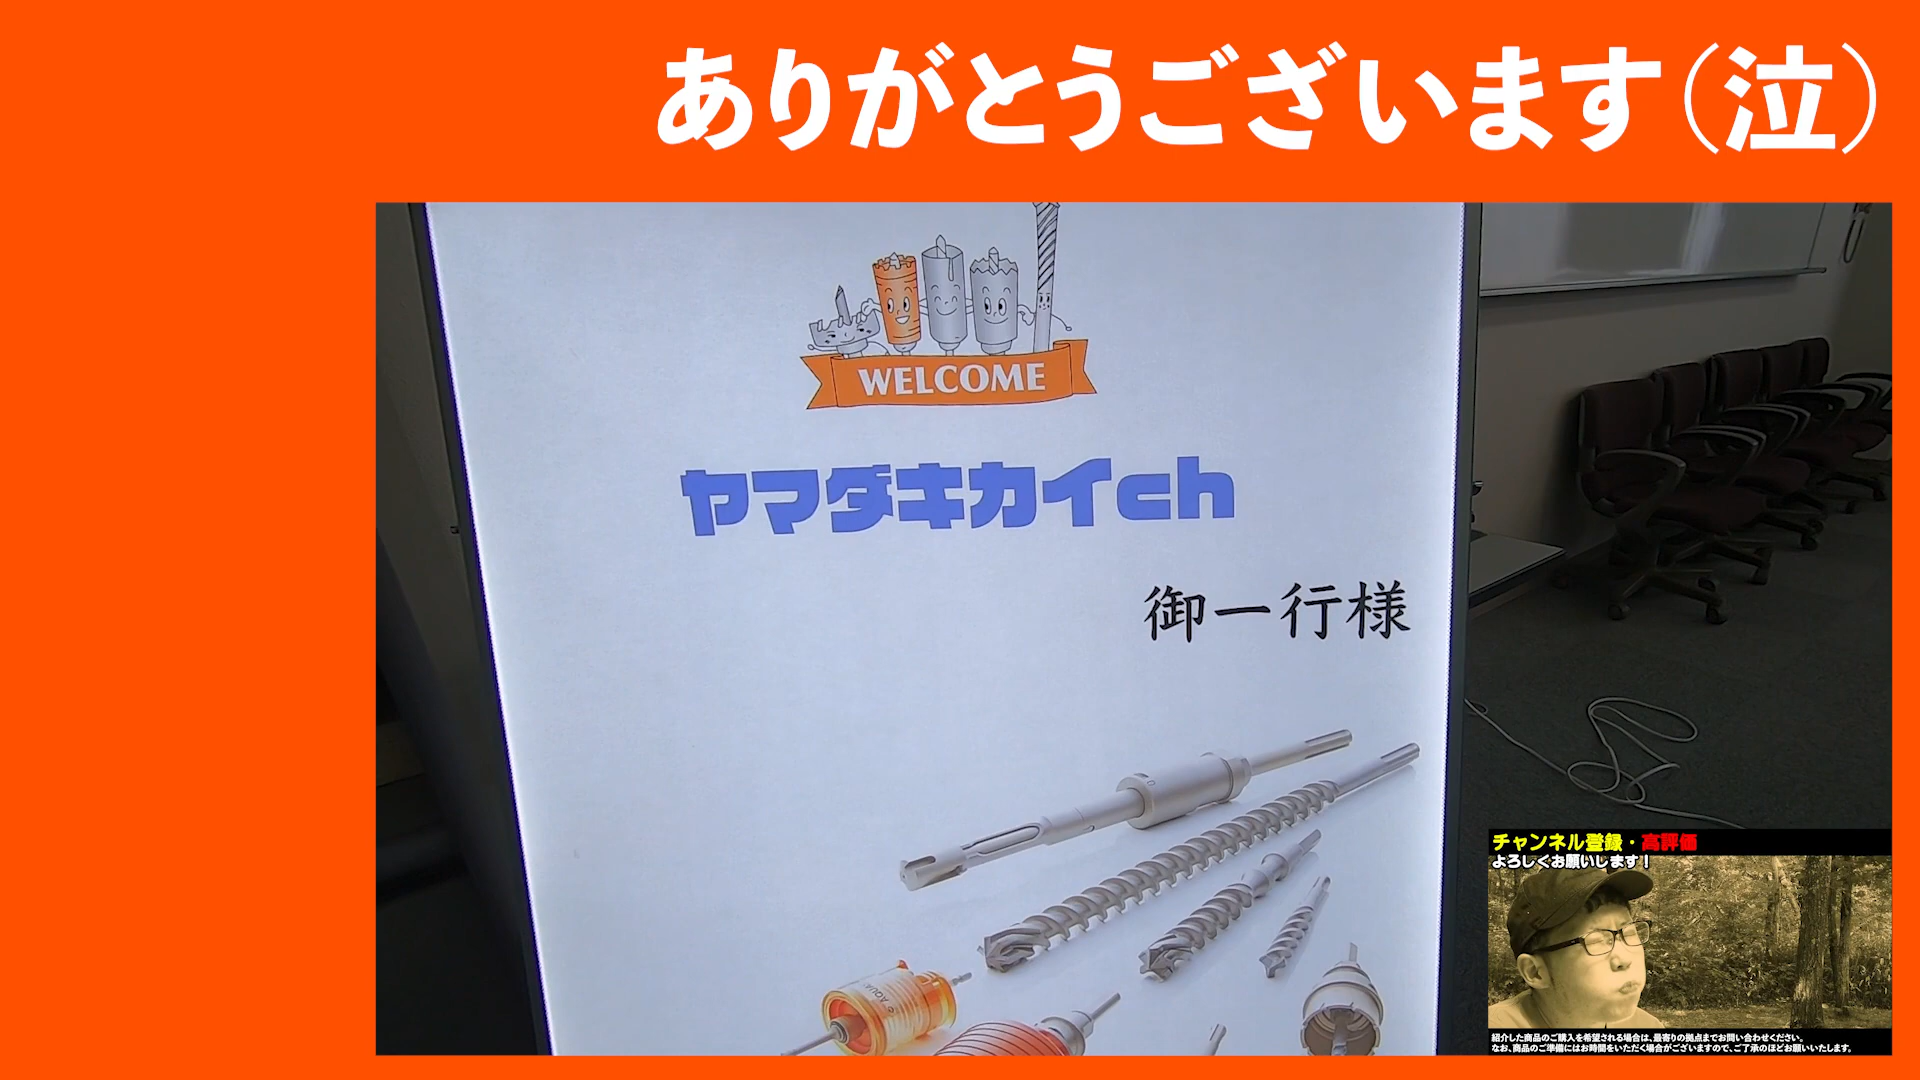 ありがとうございます（泣）
WELCOME
ヤマダキカイch
御一行様
AQUA
チャンネル登録・高評価
よろしくお願いします！
紹介した商品のご購入を希望される場合は、最寄りの拠点までお問い合わせください。
なお、商品のご準備にはお時間をいただく場合がございますので、ご了承のほどお願いいたします。